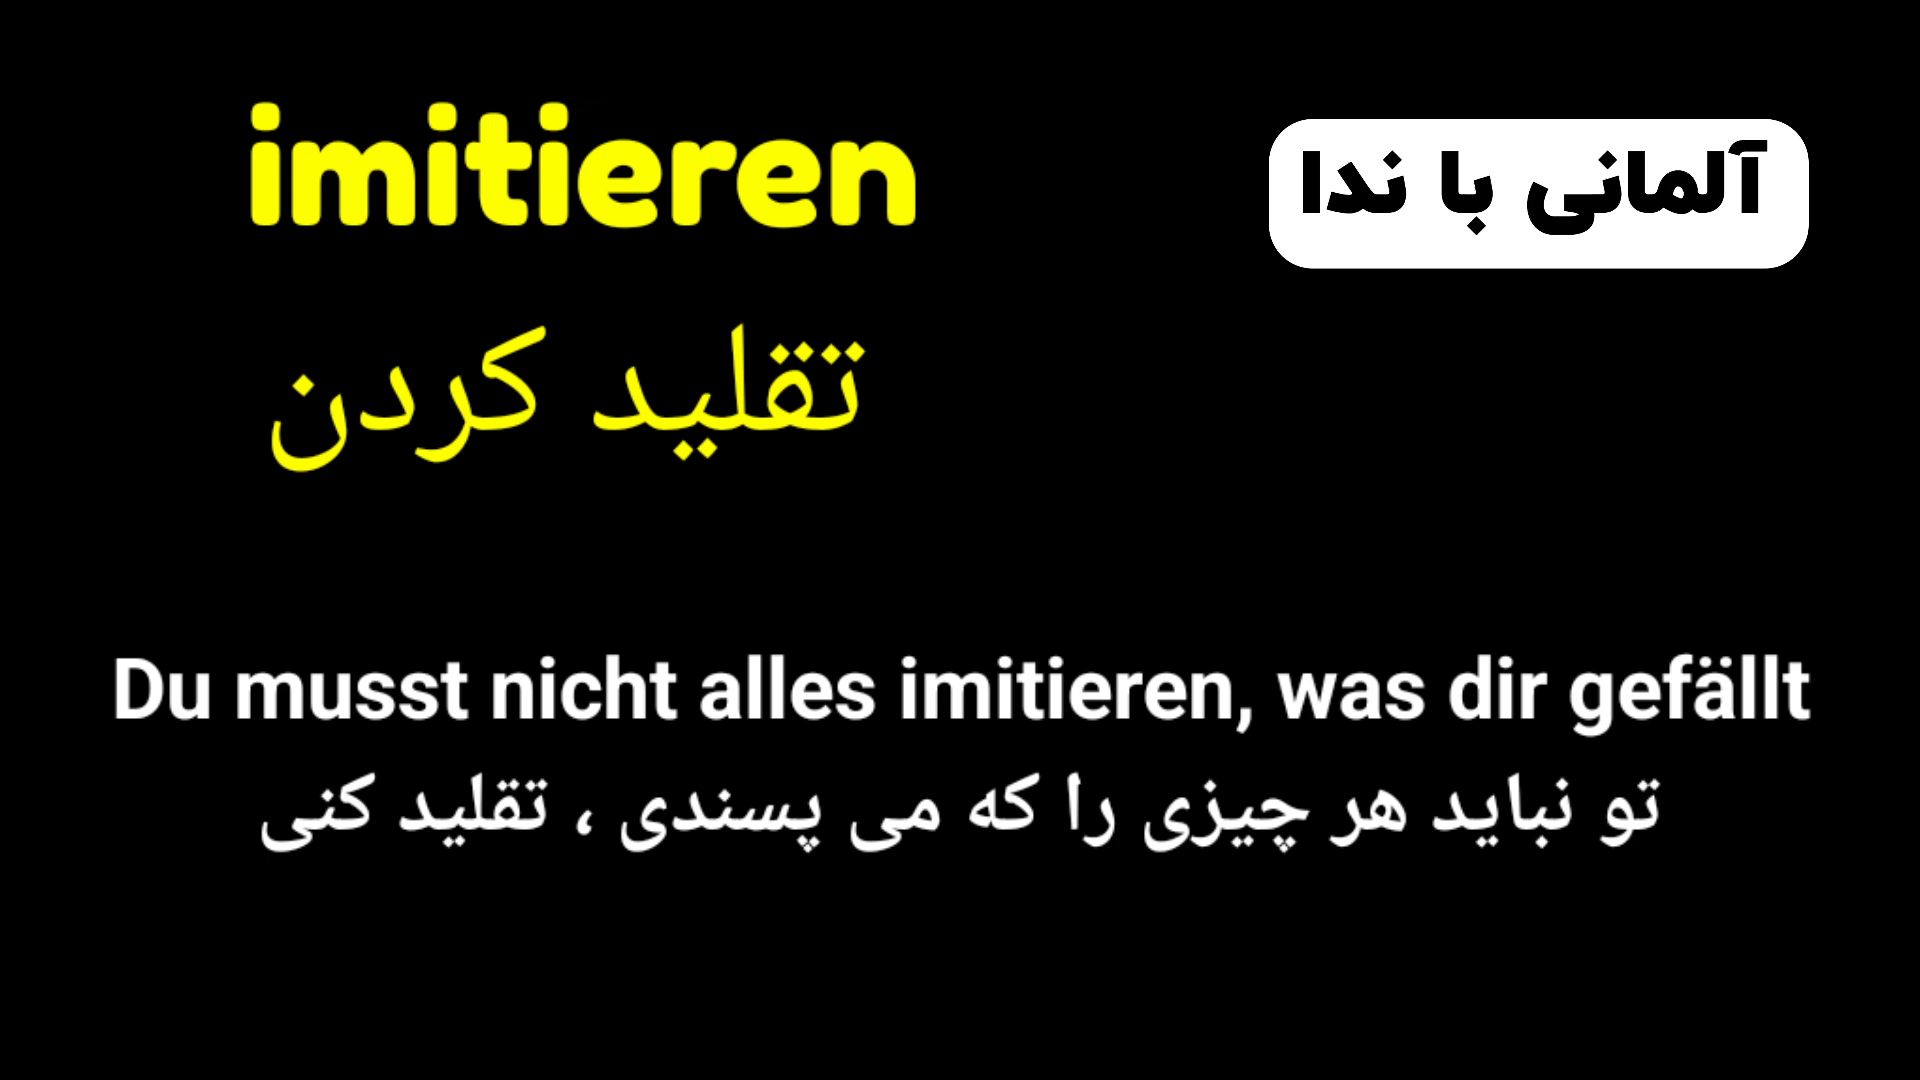 imitieren
آلمانی با ندا
تقلید کردن
Du musst nicht alles imitieren, was dir gefällt
تو نباید هر چیزی را که می پسندی ، تقلید کنی